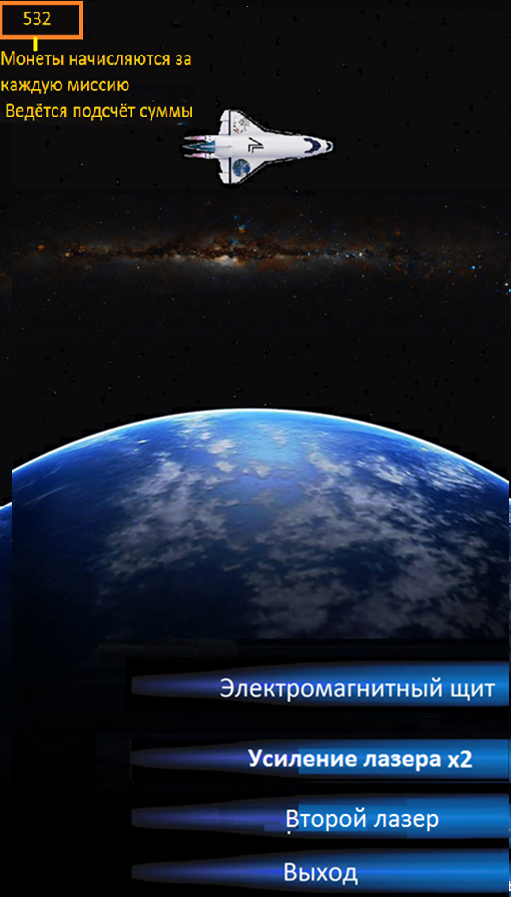 532
Монеты начисляются за
каждую миссию
Ведётся подсчёт суммы
Электромагнитный щит
Усиление лазера x2
Второй лазер
Выход